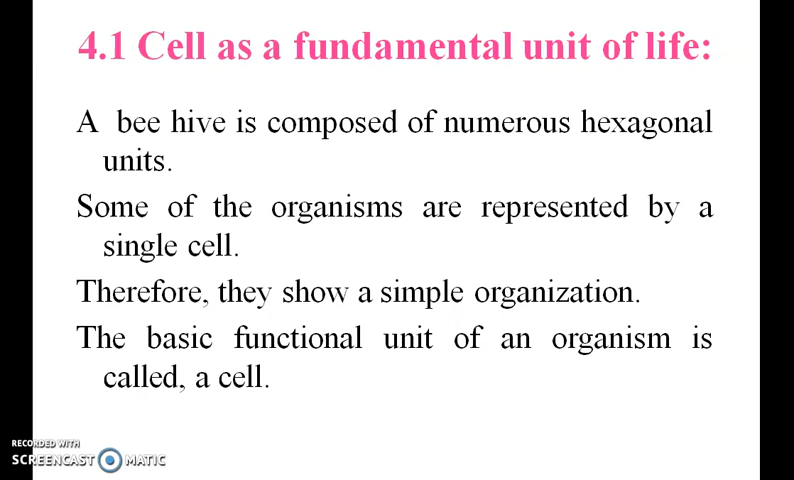 4.1 Cell as a fundamental unit of life:
A bee hive is composed of numerous hexagonal
units.
Some of the organisms are represented by a
single cell.
Therefore, they show a simple organization.
The basic functional unit of an organism is
called, a cell.
RECORDED WITH
SCREENCAST MATIC